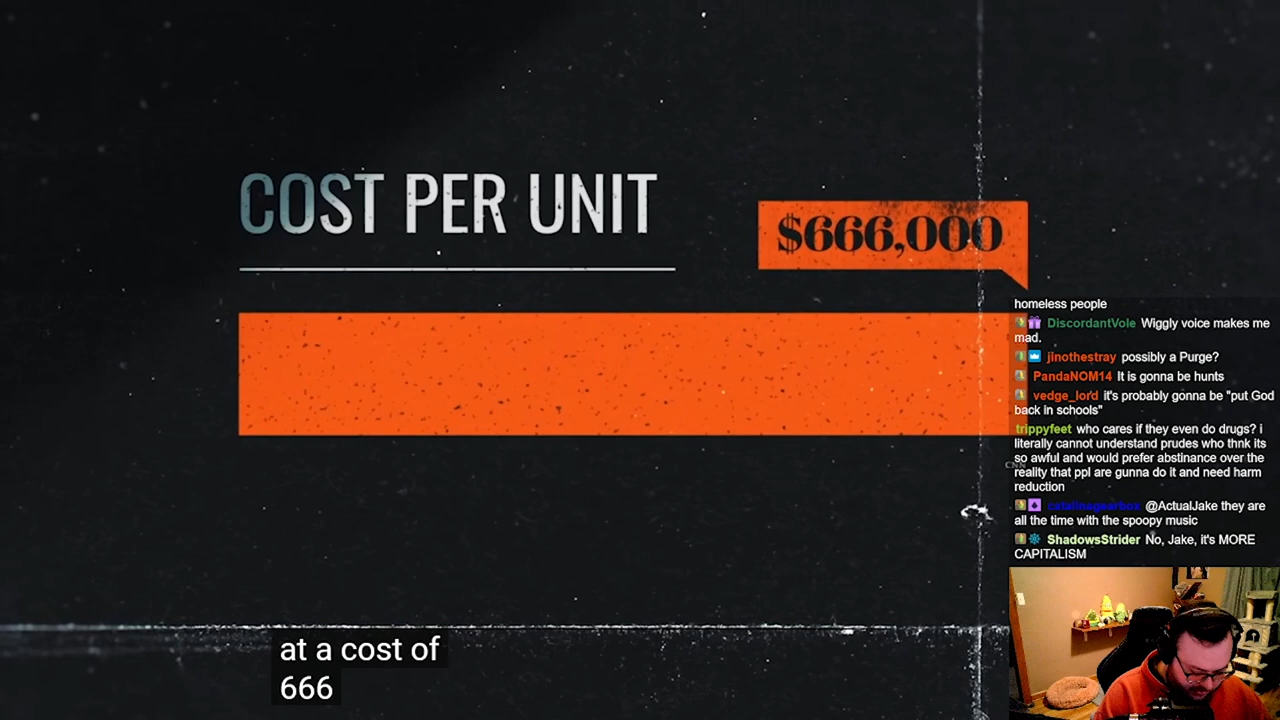 COST PER UNIT
$666,000
homeless people
DiscordantVole Wiggly voice makes me
mad.
jinothestray possibly a Purge?
PandaNOM14 It is gonna be hunts
vedge_lord it's probably gonna be "put God
back in schools"
trippyfeet who cares if they even do drugs? i
literally cannot understand prudes who thnk its
so awful and would prefer abstinance over the
reality that ppl are gunna do it and need harm
reduction
CNN
catalinagearbox @ActualJake they are
all the time with the spoopy music
ShadowsStrider No, Jake, it's MORE
CAPITALISM
at a cost of
666